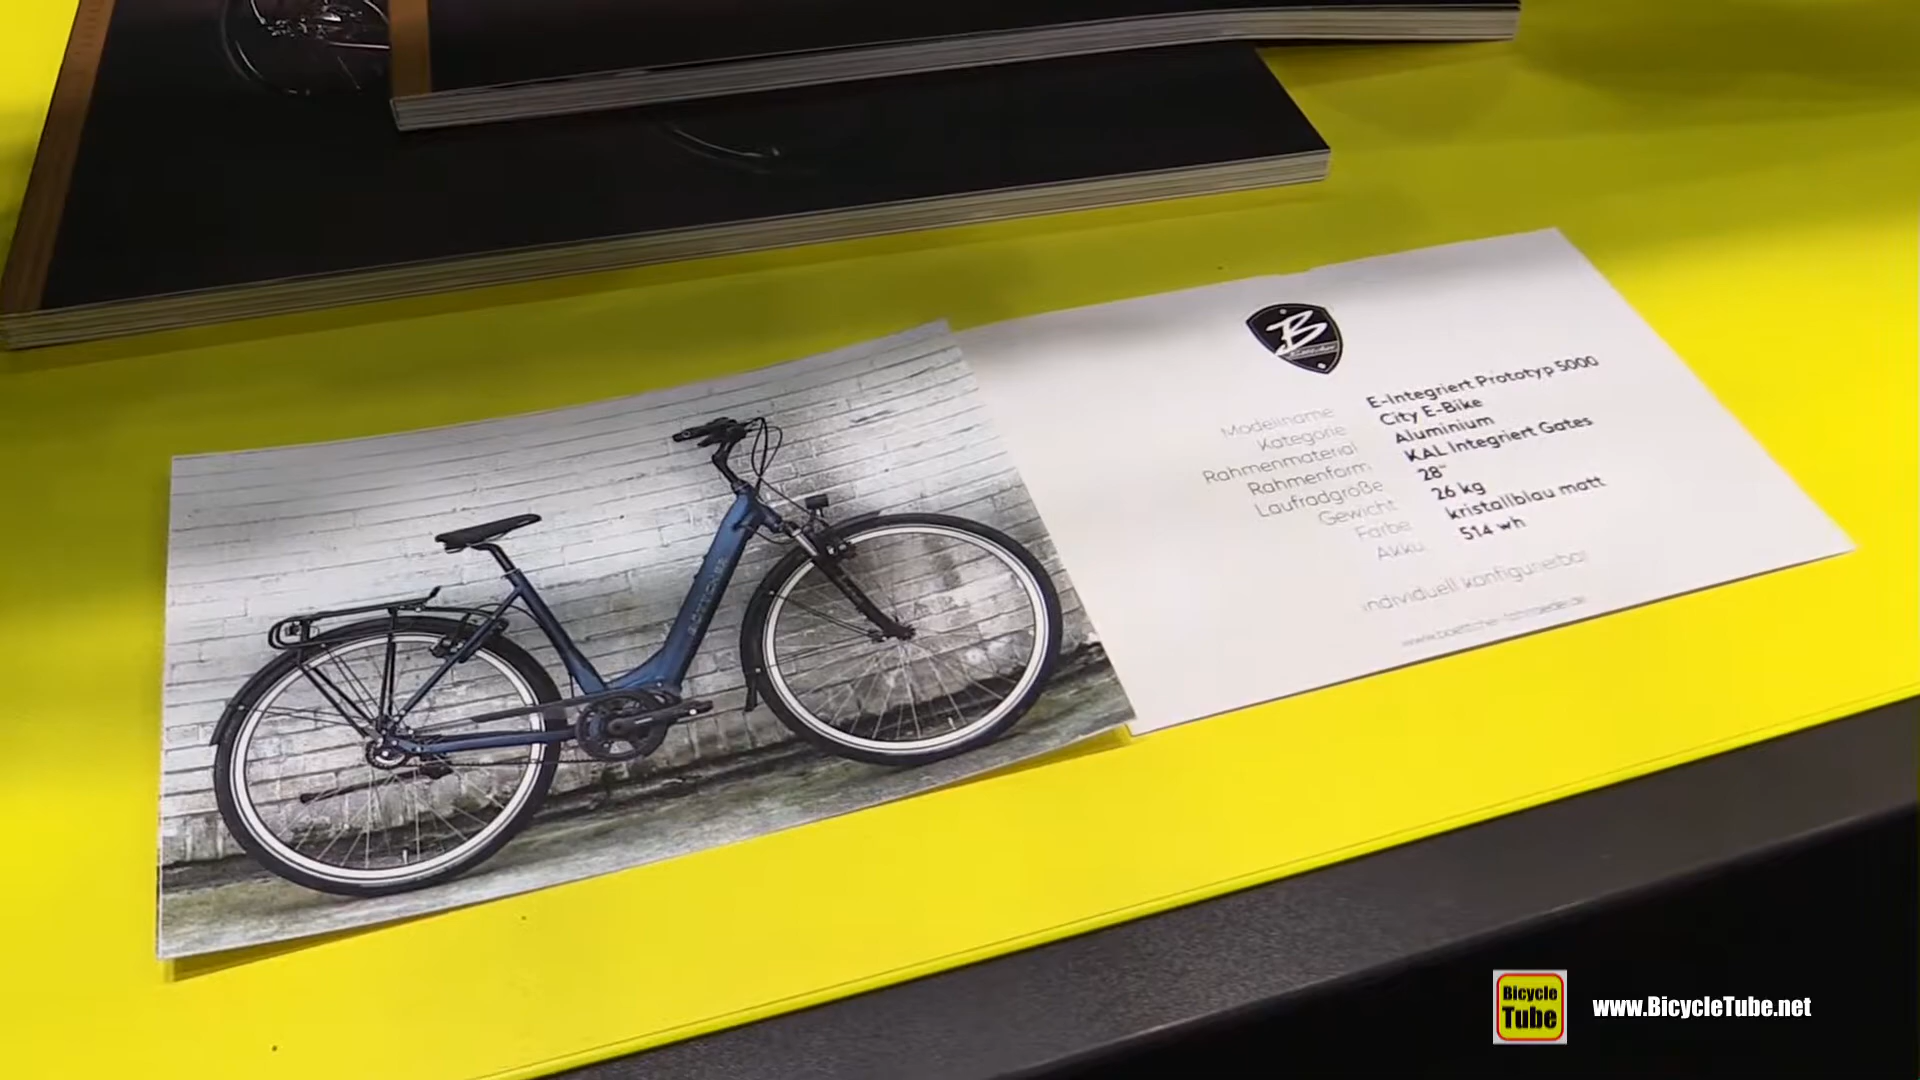 E-Integriert Prototyp 5000
Modellname
City E-Bike
Kategorie
Aluminium
Rahmenmaterial
KAL Integriert Gates
Rahmenform
28"
Laufradgröße
26 kg
Gewicht
kristallblau matt
Farbe
514 wh
Akku
individuell konfigurierbar
B
BÖTTCHER
Bicycle
Tube
www.BicycleTube.net